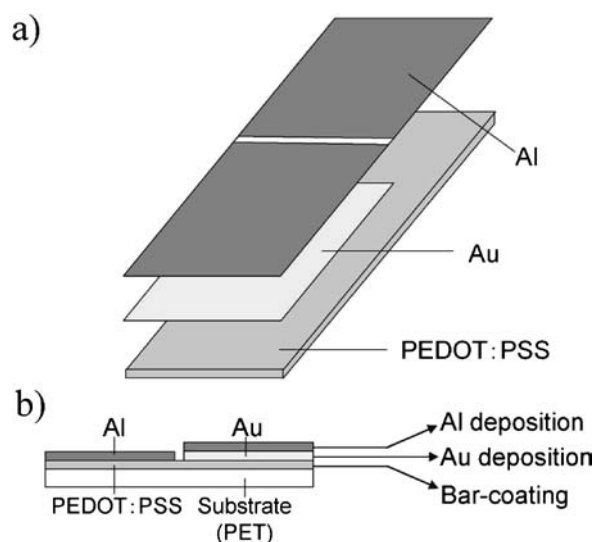 a)
Al
Au
PEDOT:PSS
b)
Al
Au
Al deposition
Au deposition
Bar-coating
PEDOT:PSS
Substrate
(PET)